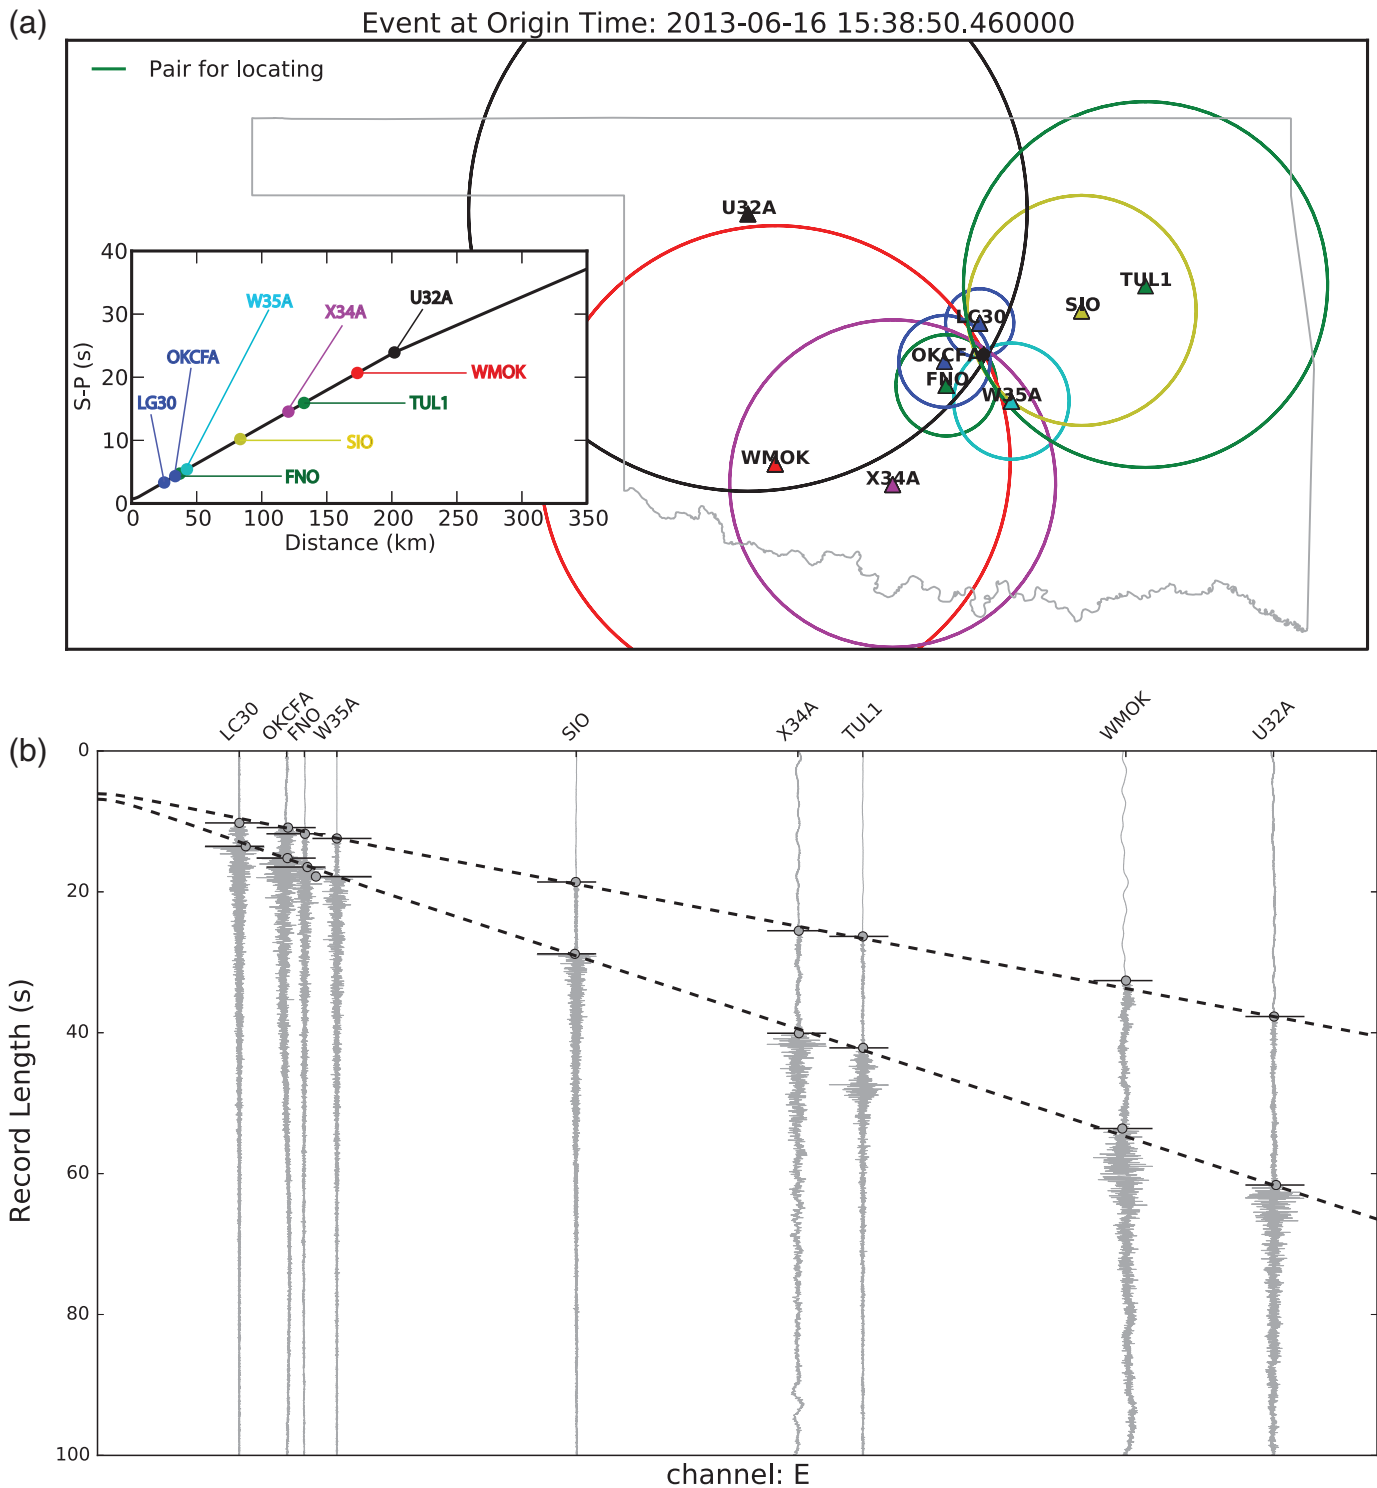 (a)
Event at Origin Time: 2013-06-16 15:38:50.460000
Pair for locating
U32A
TUL1
SIO
LC30
OKCFA
FNO
W35A
WMOK
X34A
40
30
20
10
0
S-P (s)
0 50 100 150 200 250 300 350
Distance (km)
W35A
X34A
U32A
OKCFA
WMOK
LG30
TUL1
SIO
FNO
(b)
LC30 OKCFA FNO W35A SIO X34A TUL1 WMOK U32A
0
20
40
60
80
100
Record Length (s)
channel: E